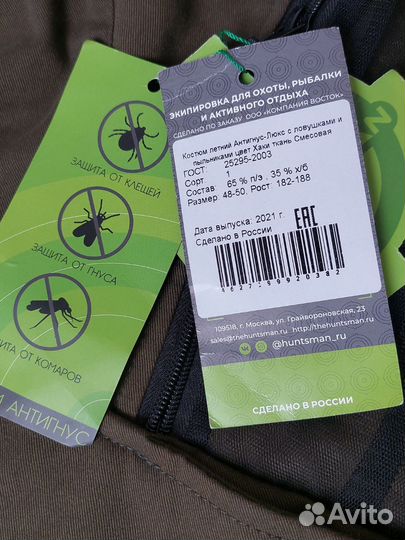 ЗАЩИТА ОТ КЛЕЩЕЙ
ЗАЩИТА ОТ ГНУСА
ЩИТА ОТ КОМАРОВ
АНТИГНУС
ЭКИПИРОВКА ДЛЯ ОХОТЫ, РЫБАЛКИ
И АКТИВНОГО ОТДЫХА
СДЕЛАНО ПО ЗАКАЗУ ООО «КОМПАНИЯ ВОСТОК»
Костюм летний Антигнус-Люкс с ловушками и
пыльниками цвет Хаки ткань Смесовая
ГОСТ: 25295-2003
Сорт: 1
Состав: 65 % п/э , 35 % х/б
Размер: 48-50, Рост: 182-188
Дата выпуска: 2021 г.
Сделано в России
EAC
109518, г. Москва, ул. Грайвороновская, 23
sales@thehuntsman.ru http://thehuntsman.ru
@huntsman_ru
СДЕЛАНО В РОССИИ
Avito